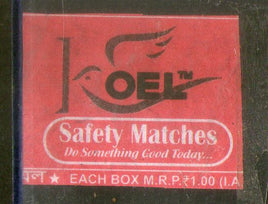 KOEL™
Safety Matches
Do Something Good Today...
★ EACH BOX M.R.P.₹1.00 (I.A